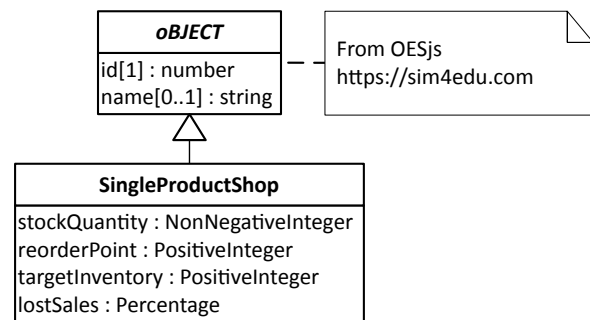 oBJECT
id[1] : number
name[0..1] : string
From OESjs
https://sim4edu.com
SingleProductShop
stockQuantity : NonNegativeInteger
reorderPoint : PositiveInteger
targetInventory : PositiveInteger
lostSales : Percentage